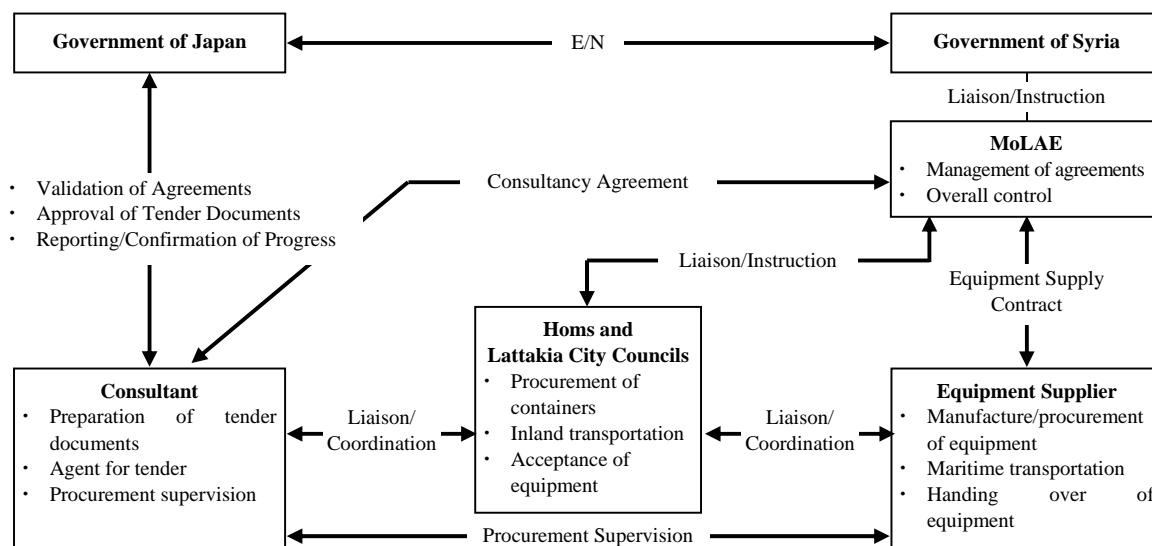 Government of Japan
E/N
Government of Syria
Liaison/Instruction
MoLAE
・ Management of agreements
・ Overall control
・ Validation of Agreements
・ Approval of Tender Documents
・ Reporting/Confirmation of Progress
Consultancy Agreement
Liaison/Instruction
Equipment Supply
Contract
Homs and
Lattakia City Councils
・ Procurement of
containers
・ Inland transportation
・ Acceptance of
equipment
Consultant
・ Preparation of tender
documents
・ Agent for tender
・ Procurement supervision
Liaison/
Coordination
Liaison/
Coordination
Equipment Supplier
・ Manufacture/procurement
of equipment
・ Maritime transportation
・ Handing over of
equipment
Procurement Supervision